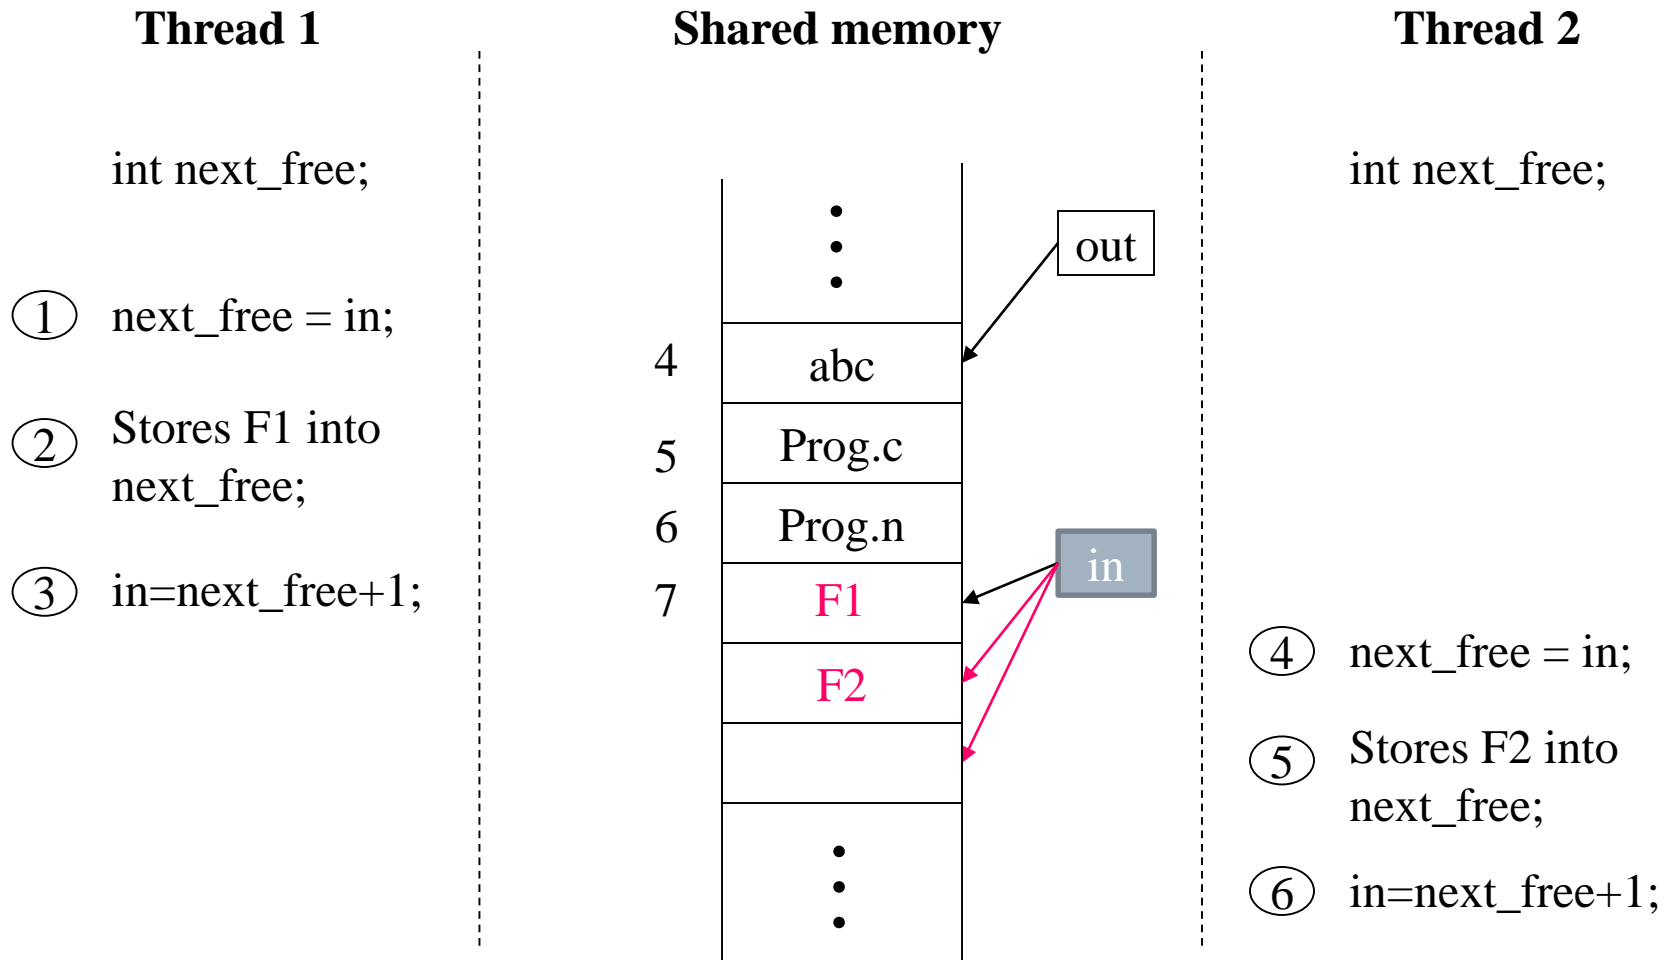 Thread 1
Shared memory
Thread 2
int next_free;
int next_free;
out
1 next_free = in;
4 abc
2 Stores F1 into
next_free;
5 Prog.c
6 Prog.n
in
3 in=next_free+1;
7 F1
F2
4 next_free = in;
5 Stores F2 into
next_free;
6 in=next_free+1;